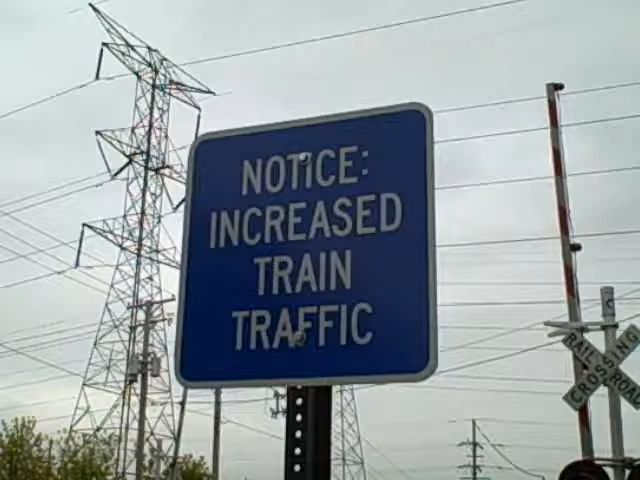 NOTICE:
INCREASED
TRAIN
TRAFFIC
RAILROAD
CROSSING